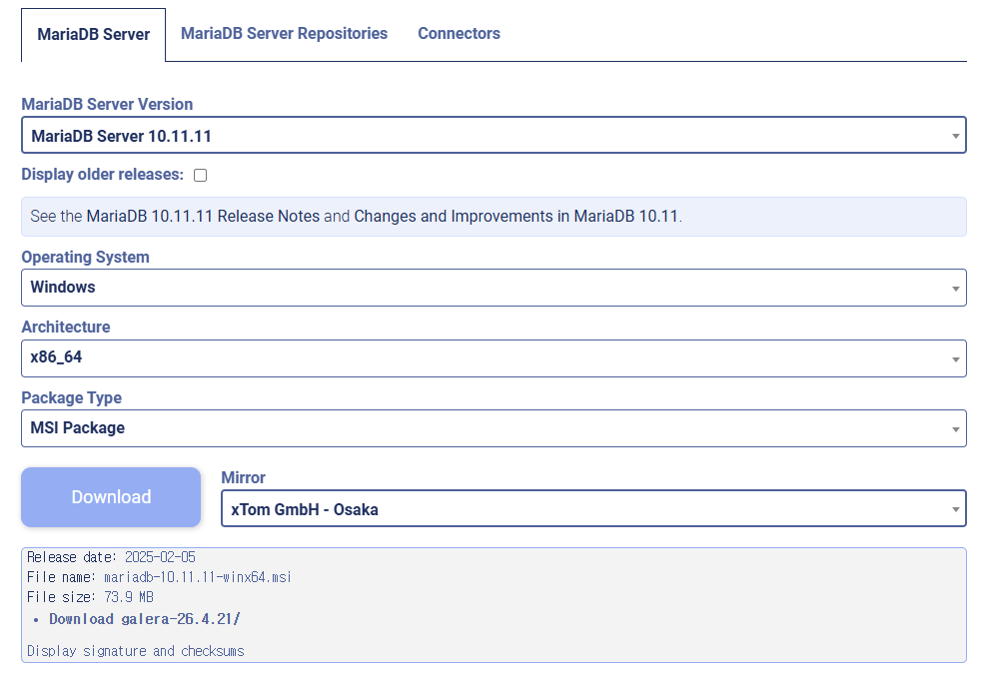 MariaDB Server MariaDB Server Repositories Connectors
MariaDB Server Version
MariaDB Server 10.11.11
Display older releases:
See the MariaDB 10.11.11 Release Notes and Changes and Improvements in MariaDB 10.11.
Operating System
Windows
Architecture
x86_64
Package Type
MSI Package
Download
Mirror
xTom GmbH - Osaka
Release date: 2025-02-05
File name: mariadb-10.11.11-winx64.msi
File size: 73.9 MB
• Download galera-26.4.21/
Display signature and checksums